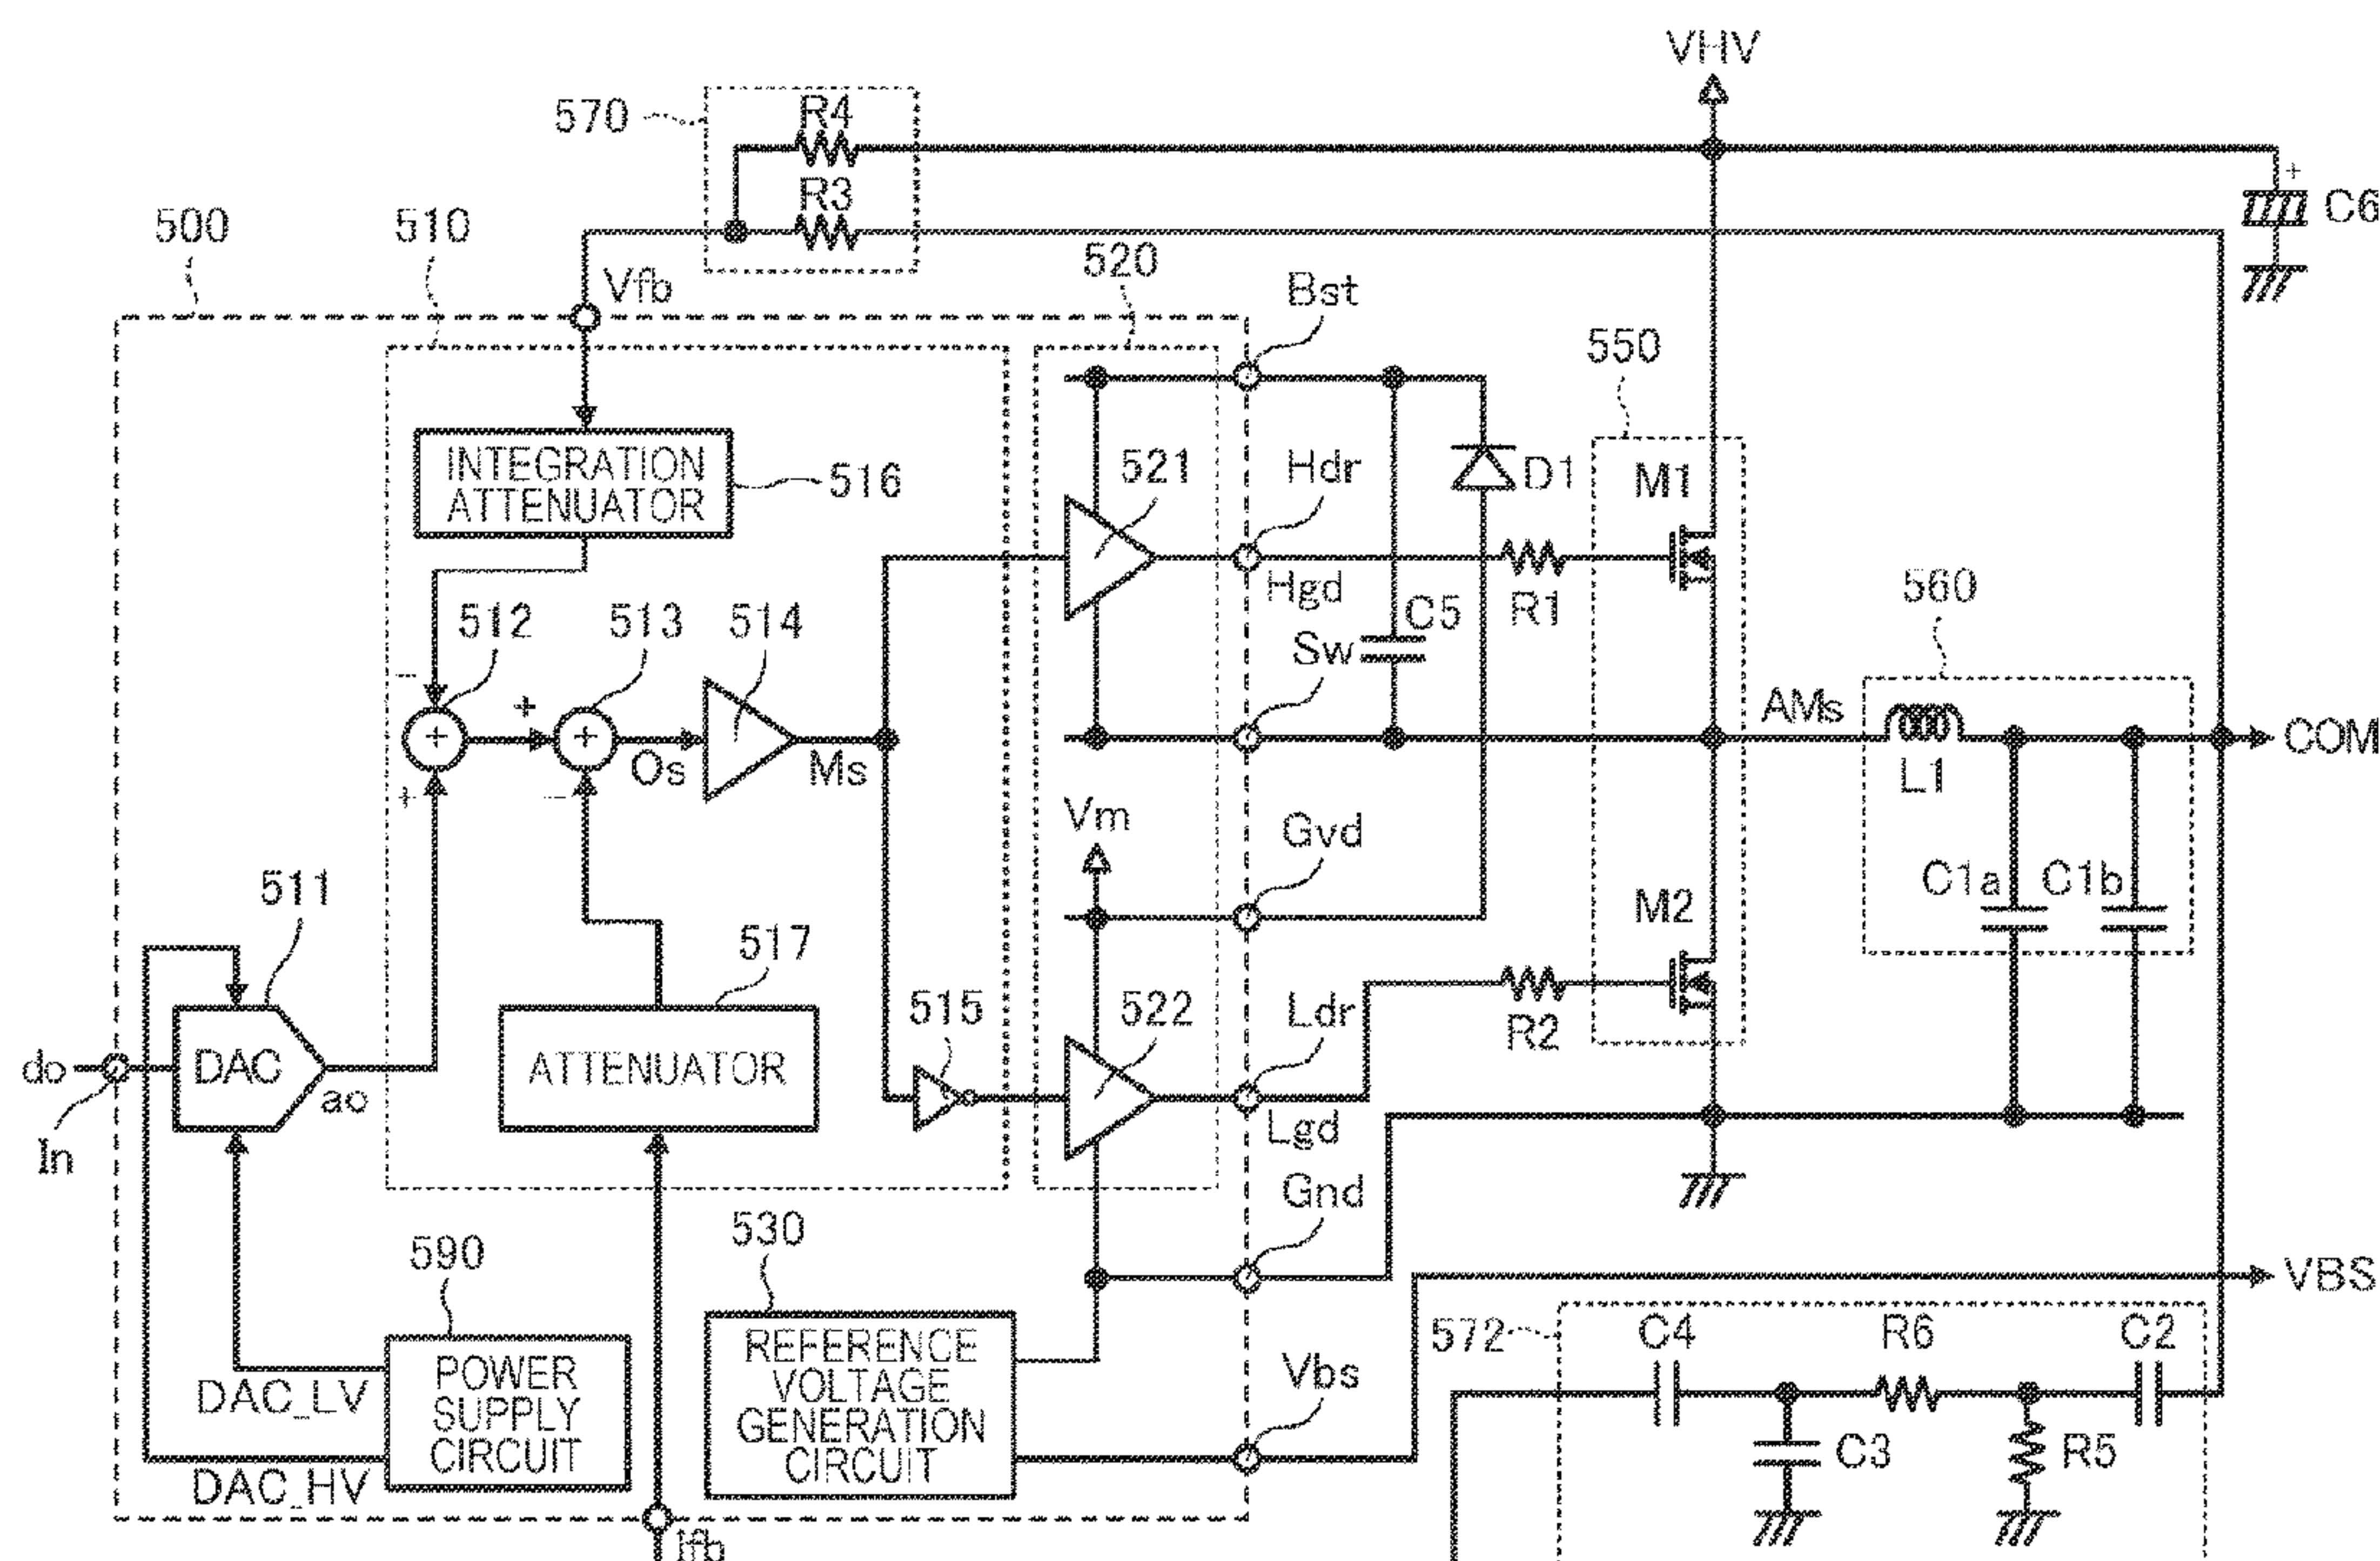 VHV
570
R4
R3
+
C6
500
510
Vfb
520
Bst
550
INTEGRATION
ATTENUATOR
516
521
Hdr
D1
M1
Hgd
R1
C5
560
512
513
514
Sw
−
+
+
+
AMs
COM
Os
Ms
L1
+
−
Vm
Gvd
511
C1a
C1b
M2
517
515
522
Ldr
R2
do
DAC
ao
ATTENUATOR
In
Lgd
Gnd
590
530
VBS
POWER
SUPPLY
CIRCUIT
DAC_LV
DAC_HV
REFERENCE
VOLTAGE
GENERATION
CIRCUIT
Vbs
572
C4
R6
C2
C3
R5
Ifb